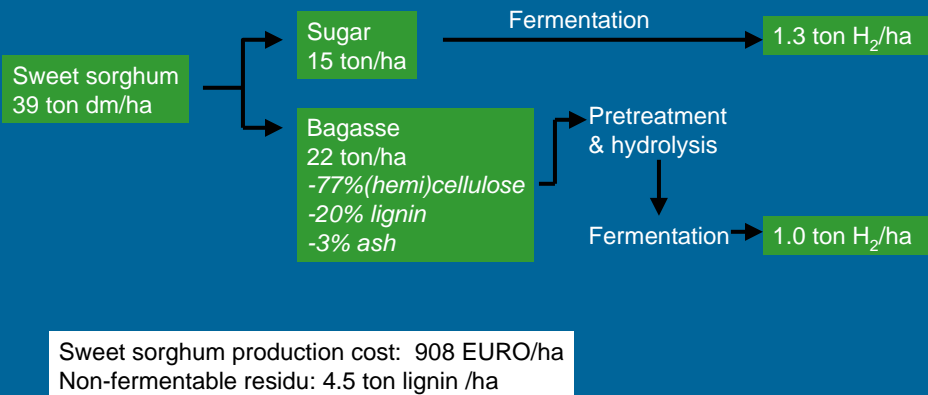 Sweet sorghum
39 ton dm/ha
Sugar
15 ton/ha
Fermentation
1.3 ton H₂/ha
Bagasse
22 ton/ha
-77%(hemi)cellulose
-20% lignin
-3% ash
Pretreatment
& hydrolysis
Fermentation
1.0 ton H₂/ha
Sweet sorghum production cost: 908 EURO/ha
Non-fermentable residu: 4.5 ton lignin /ha